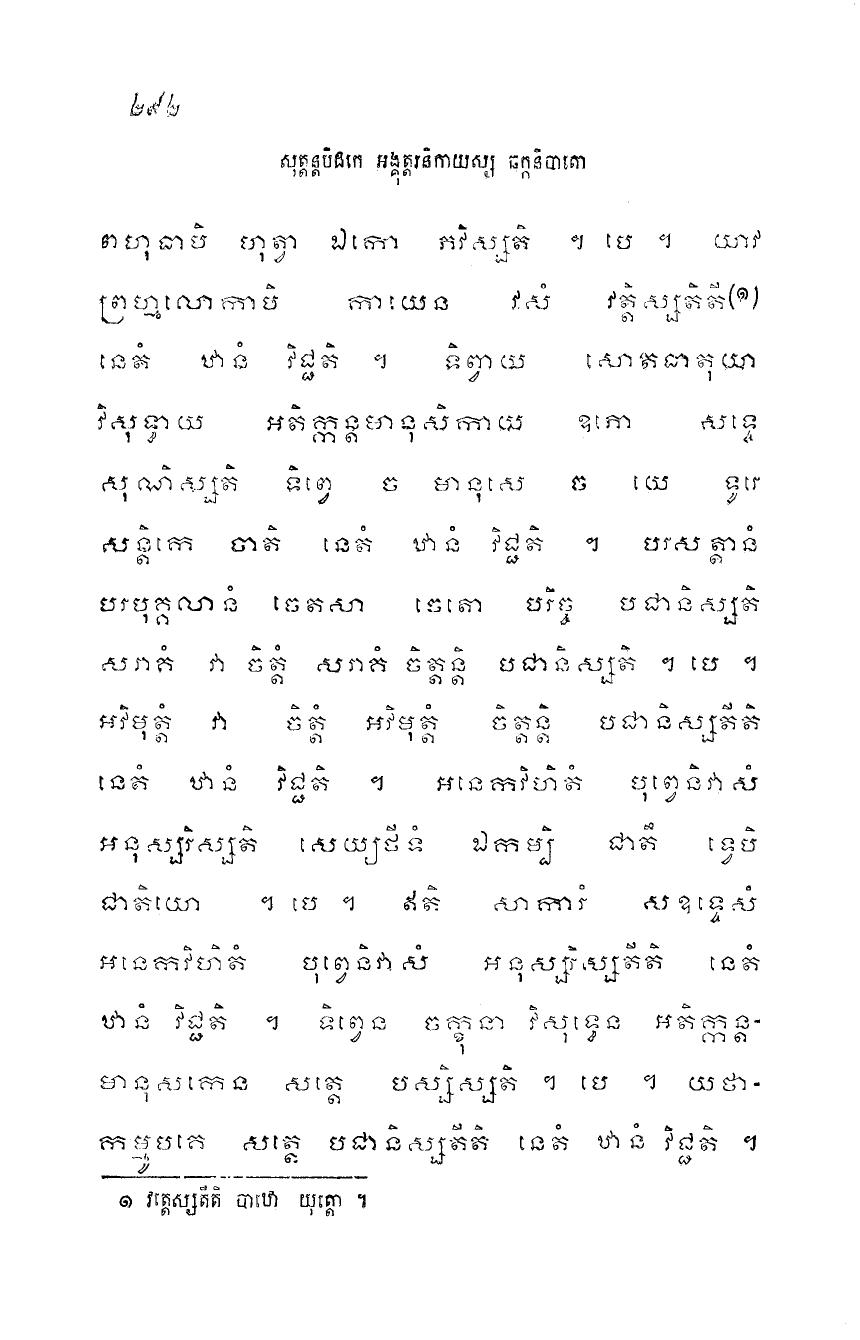 ២៩២
សុត្តន្តបិដកេ អង្គុត្តរនិកាយស្ស ឆក្កនិបាតោ
ពហុធាបិ ហុត្វា ឯកោ ភវិស្សតិ ។ បេ ។ យាវ
ព្រហ្មលោកាបិ កាយេន វសំ វត្តិស្សតិតី(១)
នេតំ ឋានំ វិជ្ជតិ ។ ទិព្វាយ សោតធាតុយា
វិសុទ្ធាយ អតិក្កន្តមានុសិកាយ ឧភោ សទ្ទេ
សុណិស្សតិ ទិព្វេ ច មានុសេ ច យេ ទូរេ
សន្តិកេ ចាតិ នេតំ ឋានំ វិជ្ជតិ ។ បរសត្តានំ
បរបុគ្គលានំ ចេតសា ចេតោ បរិច្ច បជានិស្សតិ
សរាគំ វា ចិត្តំ សរាគំ ចិត្តន្តិ បជានិស្សតិ ។ បេ ។
អវិមុត្តំ វា ចិត្តំ អវិមុត្តំ ចិត្តន្តិ បជានិស្សតីតិ
នេតំ ឋានំ វិជ្ជតិ ។ អនេកវិហិតំ បុព្វេនិវាសំ
អនុស្សរិស្សតិ សេយ្យថីទំ ឯកម្បិ ជាតឹ ទ្វេបិ
ជាតិយោ ។ បេ ។ ឥតិ សាការំ សឧទ្ទេសំ
អនេកវិហិតំ បុព្វេនិវាសំ អនុស្សរិស្សតីតិ នេតំ
ឋានំ វិជ្ជតិ ។ ទិព្វេន ចក្ខុនា វិសុទ្ធេន អតិក្កន្ត-
មានុសកេន សត្តេ បស្សិស្សតិ ។ បេ ។ យថា-
កម្មូបគេ សត្តេ បជានិស្សតីតិ នេតំ ឋានំ វិជ្ជតិ ។
១ វត្តេស្សតីតិ បាឋោ យុត្តោ ។